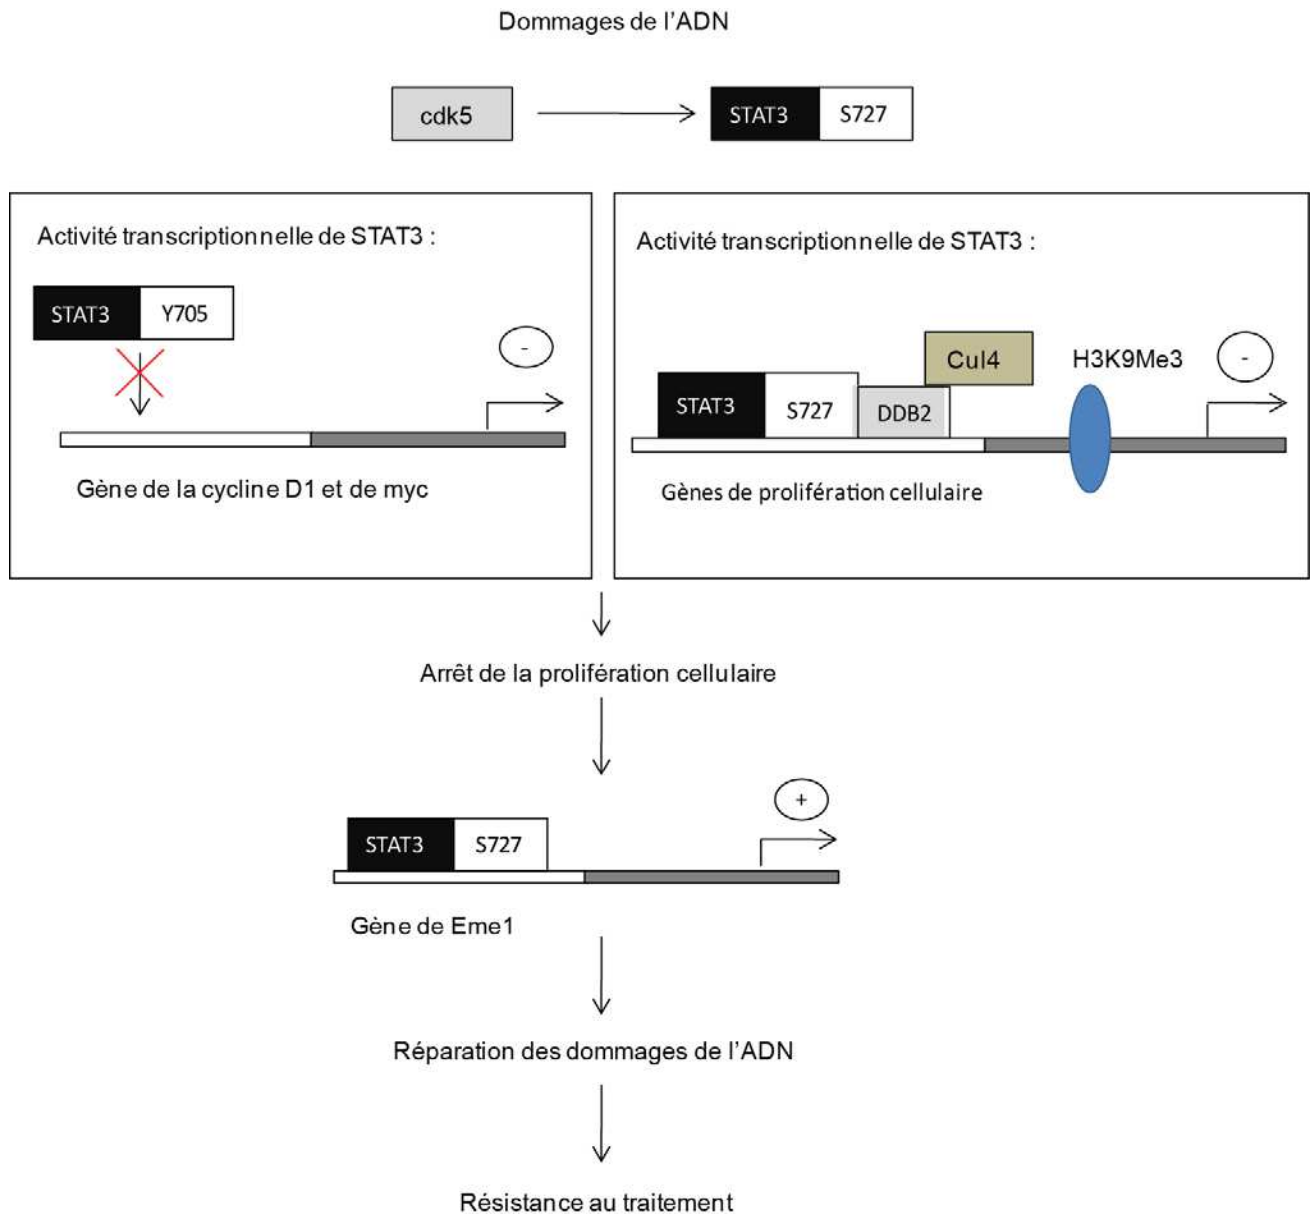 Dommages de l'ADN
cdk5
STAT3
S727
Activité transcriptionnelle de STAT3 :
STAT3
Y705
-
Gène de la cycline D1 et de myc
Activité transcriptionnelle de STAT3 :
Cul4
H3K9Me3
-
STAT3
S727
DDB2
Gènes de prolifération cellulaire
Arrêt de la prolifération cellulaire
+
STAT3
S727
Gène de Eme1
Réparation des dommages de l'ADN
Résistance au traitement